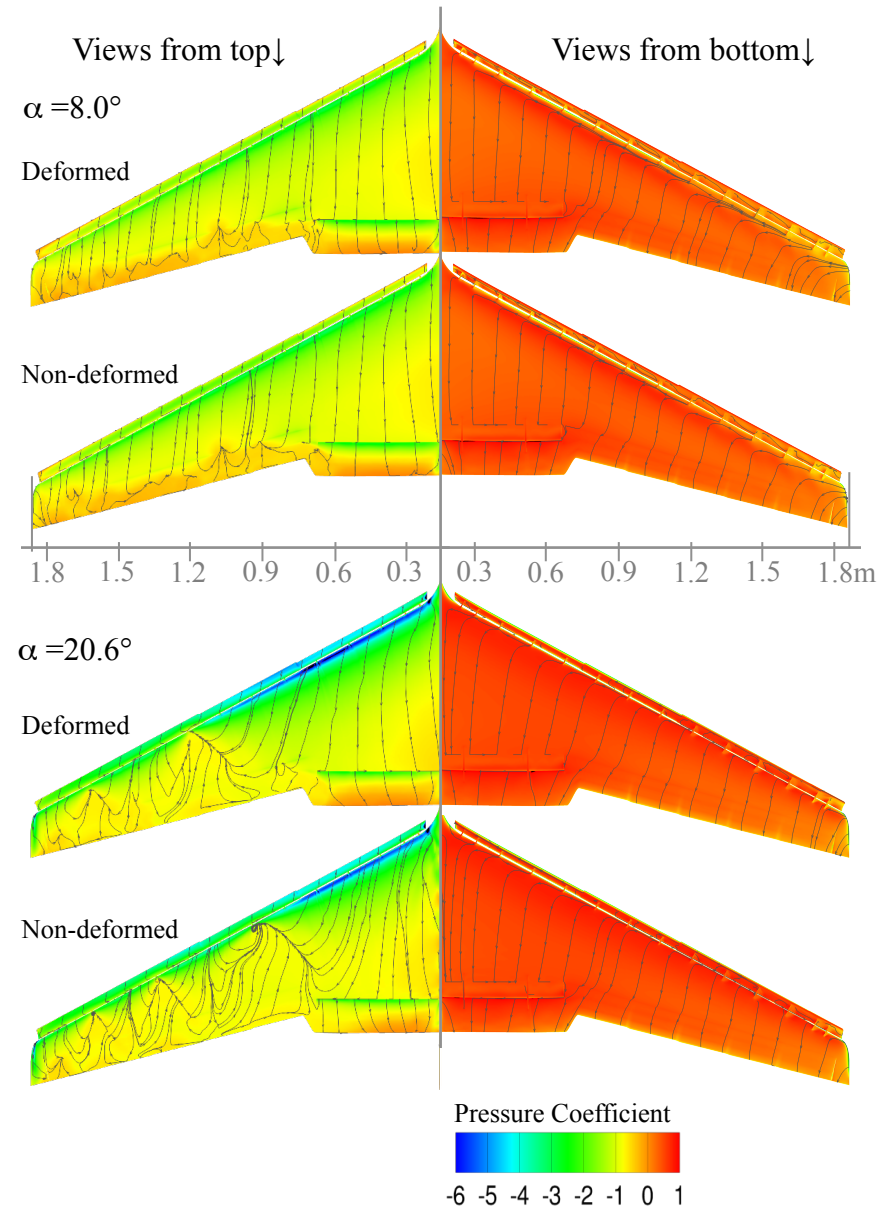 Views from top↓
Views from bottom↓
α =8.0°
Deformed
Non-deformed
1.8 1.5 1.2 0.9 0.6 0.3 0.3 0.6 0.9 1.2 1.5 1.8m
α =20.6°
Deformed
Non-deformed
Pressure Coefficient
-6 -5 -4 -3 -2 -1 0 1